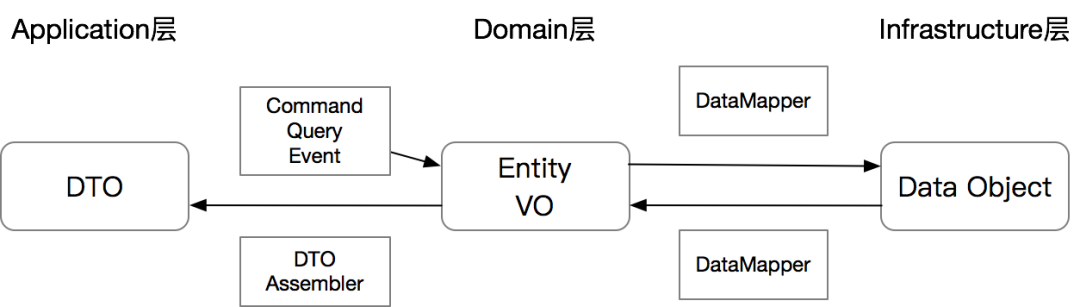 Application层
Domain层
Infrastructure层
Command
Query
Event
DataMapper
DTO
Entity
VO
Data Object
DTO
Assembler
DataMapper